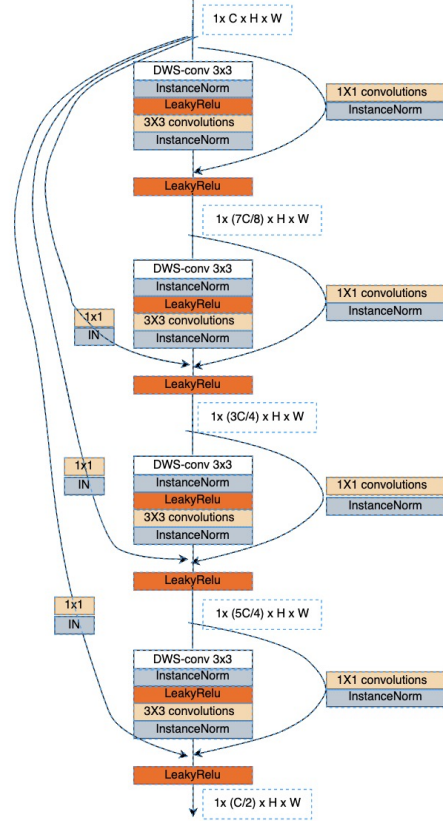 1x C x H x W
DWS-conv 3x3
InstanceNorm
LeakyRelu
3X3 convolutions
InstanceNorm
1X1 convolutions
InstanceNorm
LeakyRelu
1x (7C/8) x H x W
DWS-conv 3x3
InstanceNorm
LeakyRelu
3X3 convolutions
InstanceNorm
1X1 convolutions
InstanceNorm
1x1
IN
LeakyRelu
1x (3C/4) x H x W
DWS-conv 3x3
InstanceNorm
LeakyRelu
3X3 convolutions
InstanceNorm
1X1 convolutions
InstanceNorm
1x1
IN
LeakyRelu
1x (5C/4) x H x W
1x1
IN
DWS-conv 3x3
InstanceNorm
LeakyRelu
3X3 convolutions
InstanceNorm
1X1 convolutions
InstanceNorm
LeakyRelu
1x (C/2) x H x W